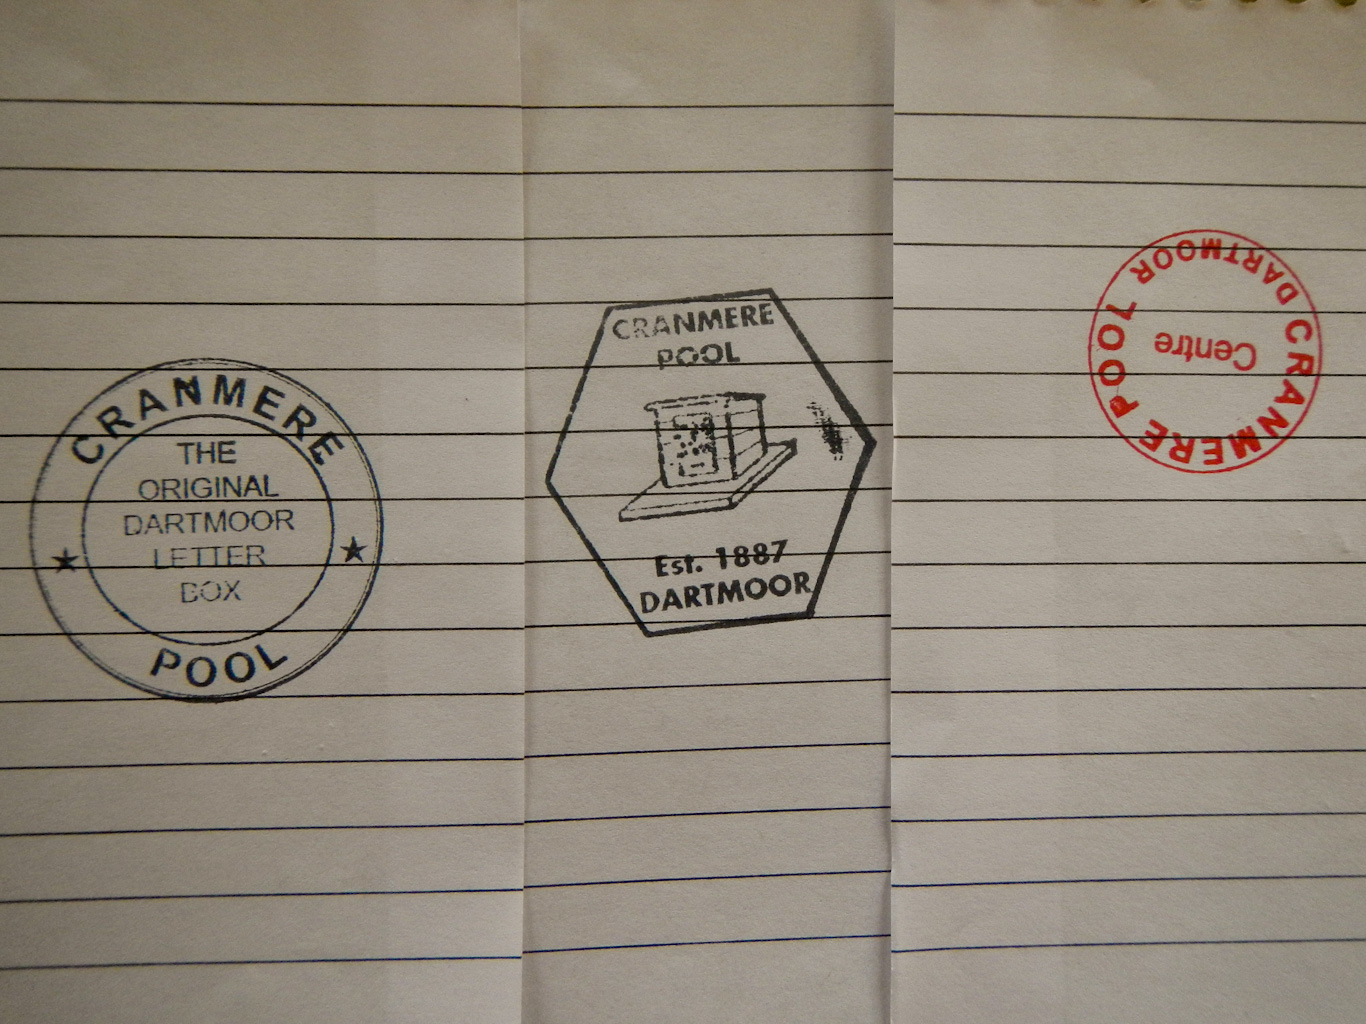 CRANMERE
THE
ORIGINAL
DARTMOOR
LETTER
BOX
POOL
CRANMERE
POOL
Est. 1887
DARTMOOR
CRANMERE POOL
Centre
DARTMOOR